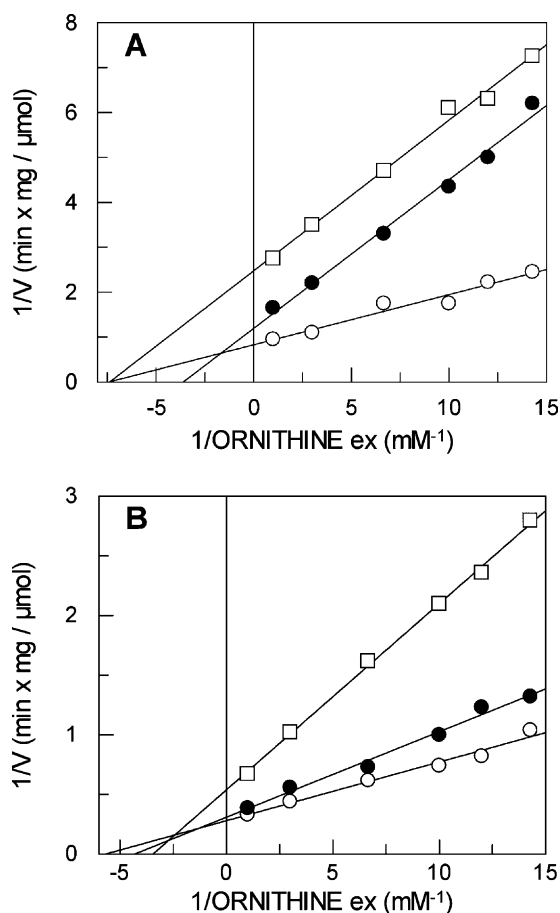 A
8
6
4
2
0
1/V (min x mg / µmol)
-5 0 5 10 15
1/ORNITHINE ex (mM-1)
B
3
2
1
0
1/V (min x mg / µmol)
-5 0 5 10 15
1/ORNITHINE ex (mM-1)